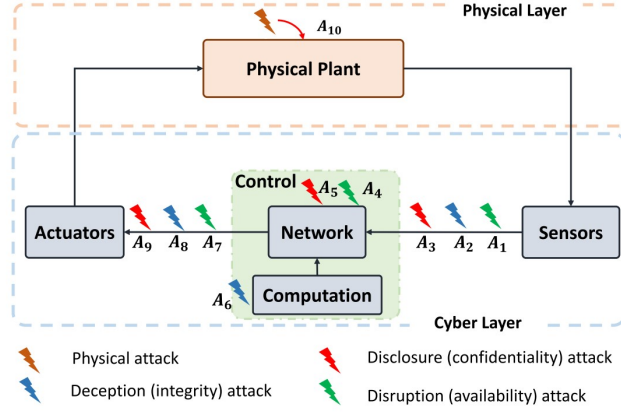 Physical Layer
A10
Physical Plant
Control
A5 A4
Actuators
A9 A8 A7
Network
A3 A2 A1
Sensors
A6
Computation
Cyber Layer
Physical attack
Disclosure (confidentiality) attack
Deception (integrity) attack
Disruption (availability) attack